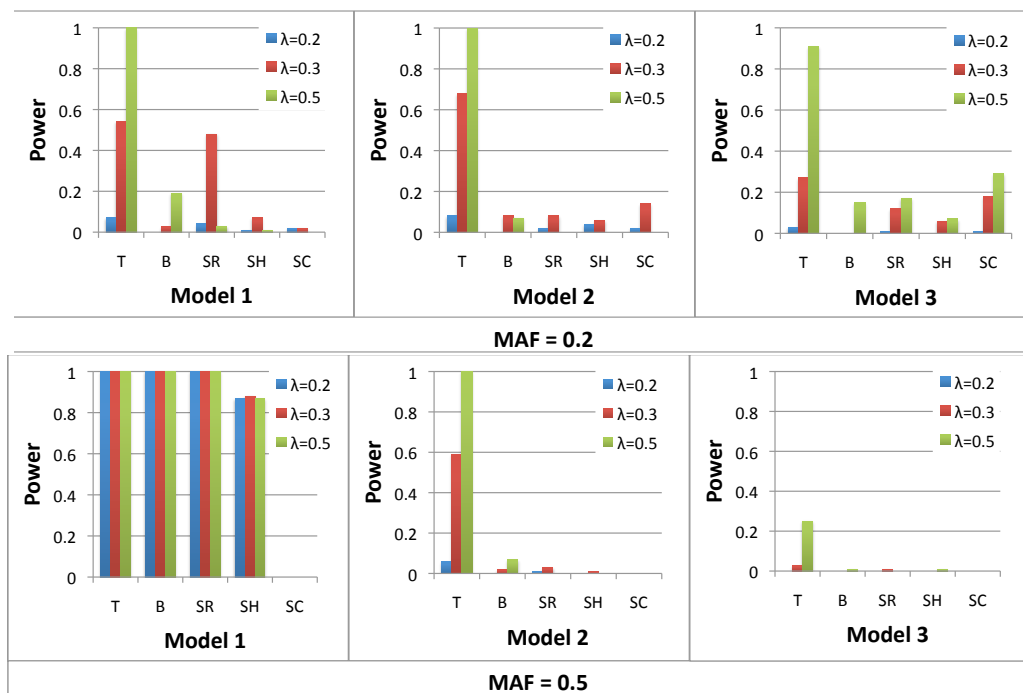 Power
1
0.8
0.6
0.4
0.2
0
λ=0.2
λ=0.3
λ=0.5
T B SR SH SC
Model 1
Power
1
0.8
0.6
0.4
0.2
0
λ=0.2
λ=0.3
λ=0.5
T B SR SH SC
Model 2
Power
1
0.8
0.6
0.4
0.2
0
λ=0.2
λ=0.3
λ=0.5
T B SR SH SC
Model 3
MAF = 0.2
Power
1
0.8
0.6
0.4
0.2
0
λ=0.2
λ=0.3
λ=0.5
T B SR SH SC
Model 1
Power
1
0.8
0.6
0.4
0.2
0
λ=0.2
λ=0.3
λ=0.5
T B SR SH SC
Model 2
Power
1
0.8
0.6
0.4
0.2
0
λ=0.2
λ=0.3
λ=0.5
T B SR SH SC
Model 3
MAF = 0.5